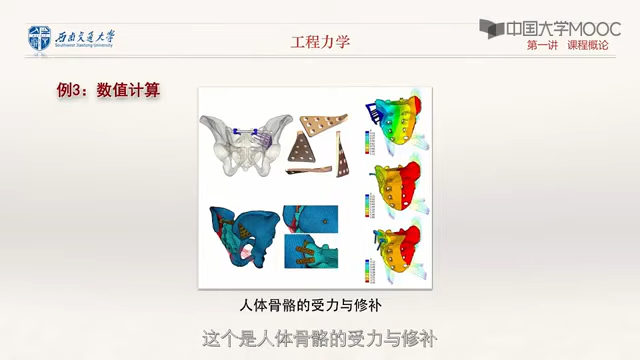 西南交通大学
Southwest Jiaotong University
工程力学
中国大学MOOC
第一讲 课程概论
例3：数值计算
人体骨骼的受力与修补
这个是人体骨骼的受力与修补